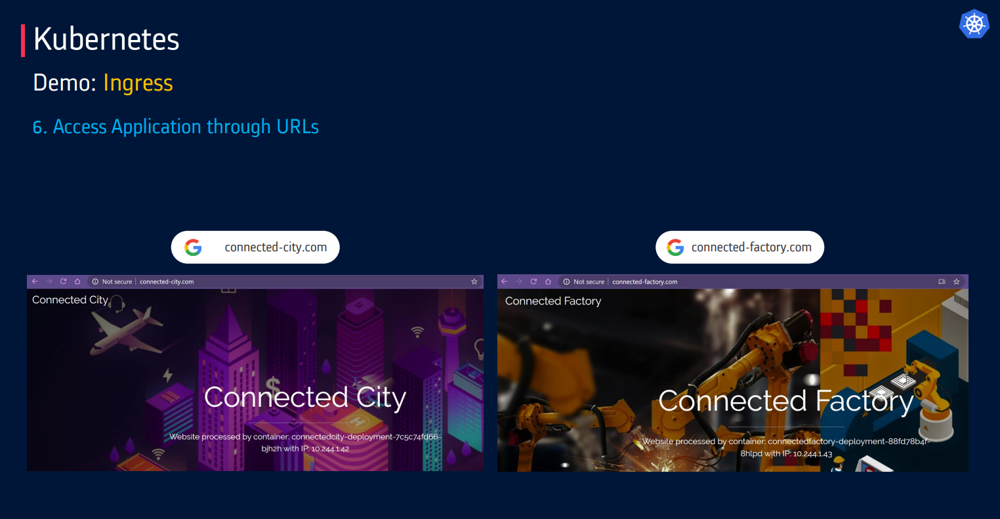 Kubernetes
Demo: Ingress
6. Access Application through URLs
connected-city.com
connected-factory.com
Not secure | connected-city.com
Connected City
Connected City
Website processed by container: connectedcity-deployment-7c5c74fd66-
bjh2h with IP: 10.244.1.42
Not secure | connected-factory.com
Connected Factory
Connected Factory
Website processed by container: connectedfactory-deployment-88fd78b4f-
8hlpd with IP: 10.244.1.43